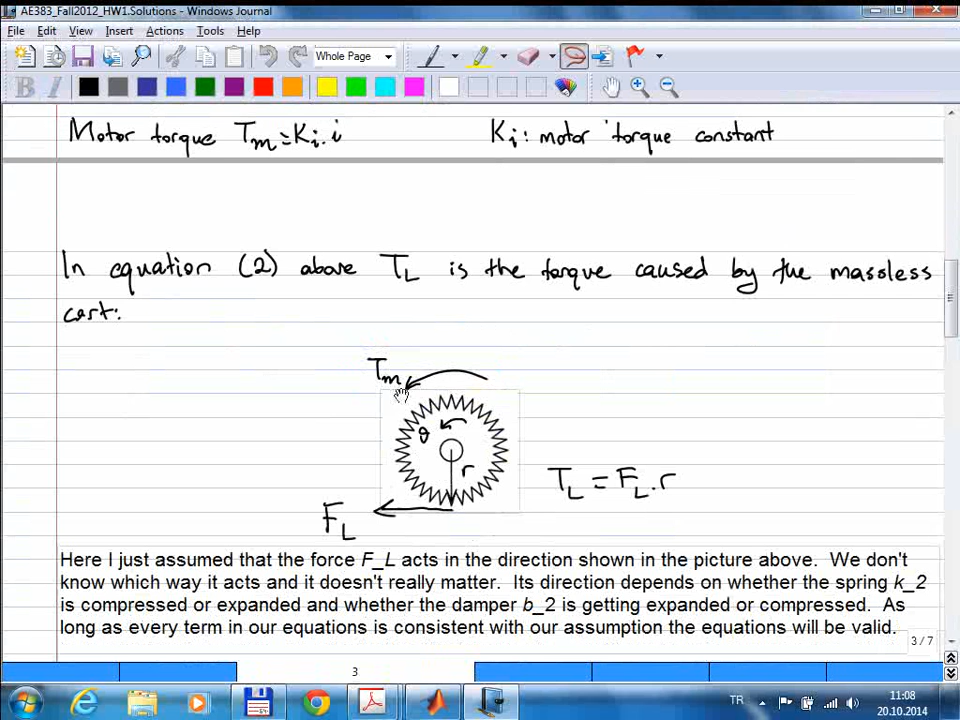 AE383_Fall2012_HW1.Solutions - Windows Journal
File Edit View Insert Actions Tools Help
Whole Page
B I
Motor torque Tm=Ki.i Ki: motor torque constant
In equation (2) above TL is the torque caused by the massless
cart:
Tm
θ
r
TL = FL.r
FL
Here I just assumed that the force F_L acts in the direction shown in the picture above. We don't
know which way it acts and it doesn't really matter. Its direction depends on whether the spring k_2
is compressed or expanded and whether the damper b_2 is getting expanded or compressed. As
long as every term in our equations is consistent with our assumption the equations will be valid.
3 / 7
3
TR 11:08
20.10.2014